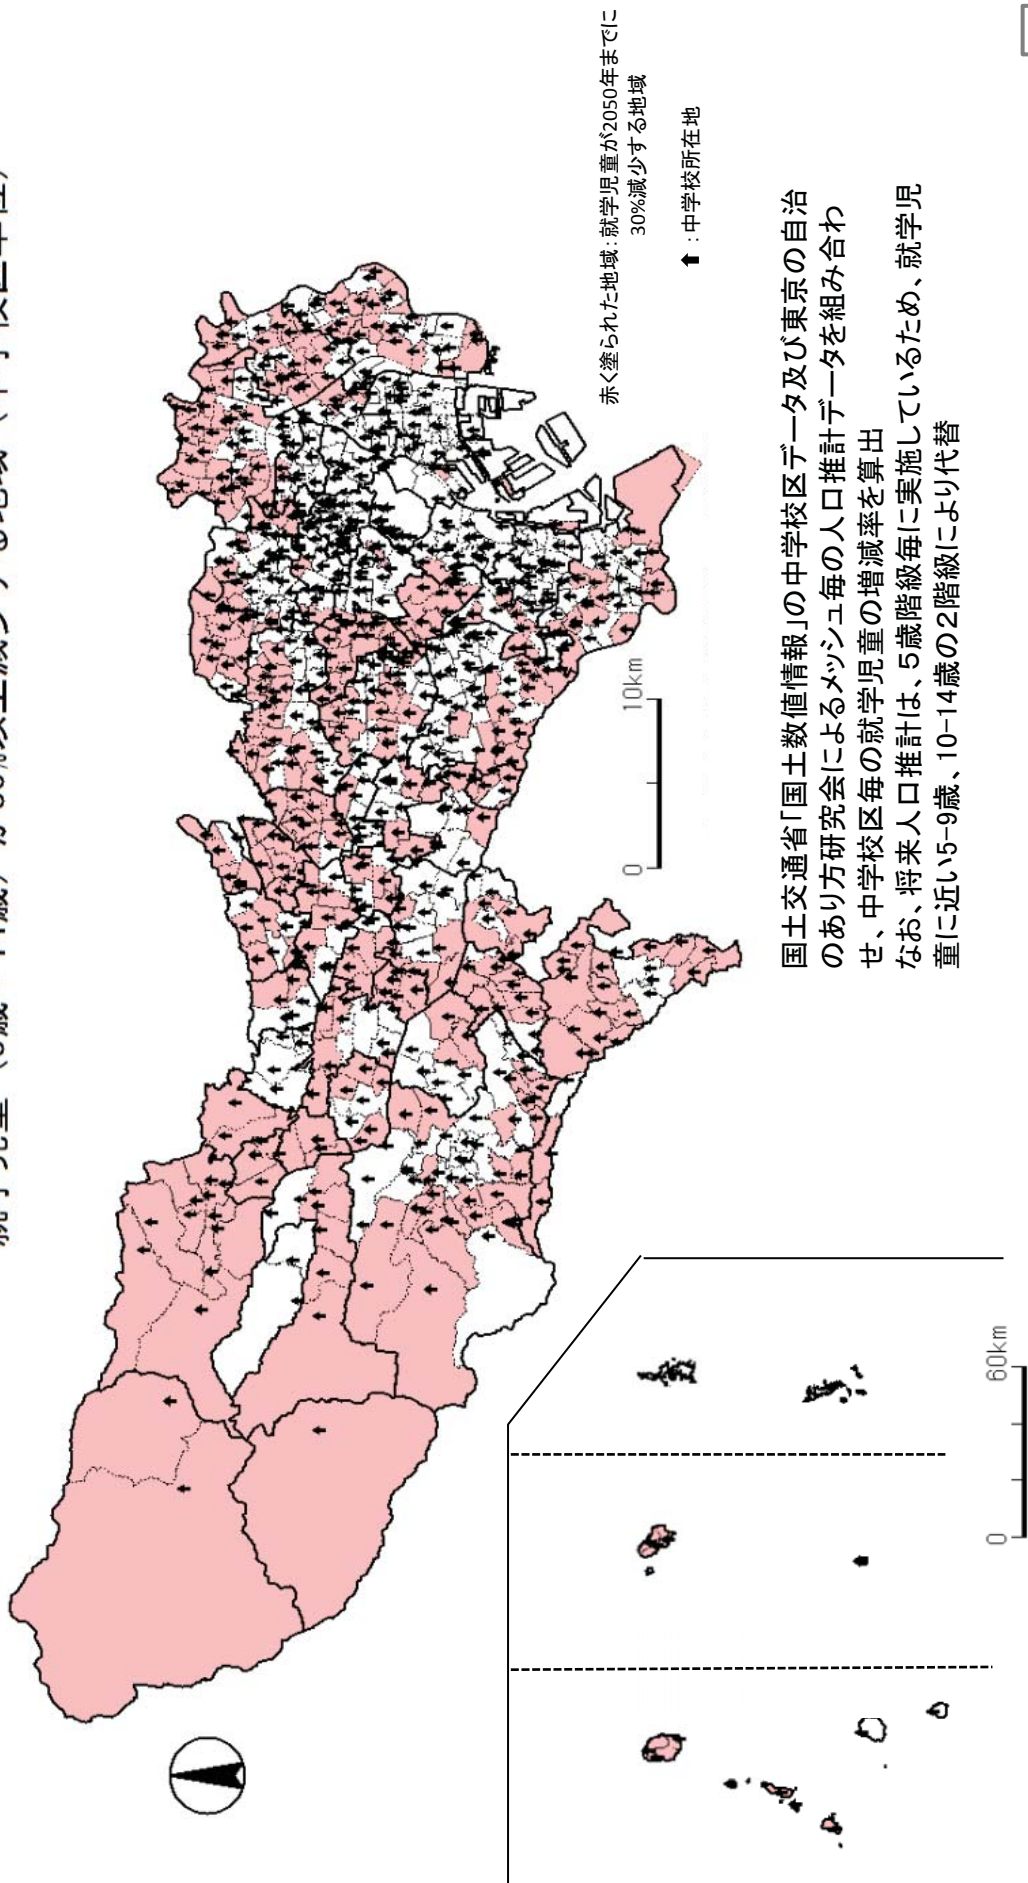 赤く塗られた地域：就学児童が2050年までに
30%減少する地域
：中学校所在地
0
10km
国土交通省「国土数値情報」の中学校区データ及び東京の自治
のあり方研究会によるメッシュ毎の人口推計データを組み合わ
せ、中学校区毎の就学児童の増減率を算出
なお、将来人口推計は、5歳階級毎に実施しているため、就学児
童に近い5-9歳、10-14歳の2階級により代替
0
60km